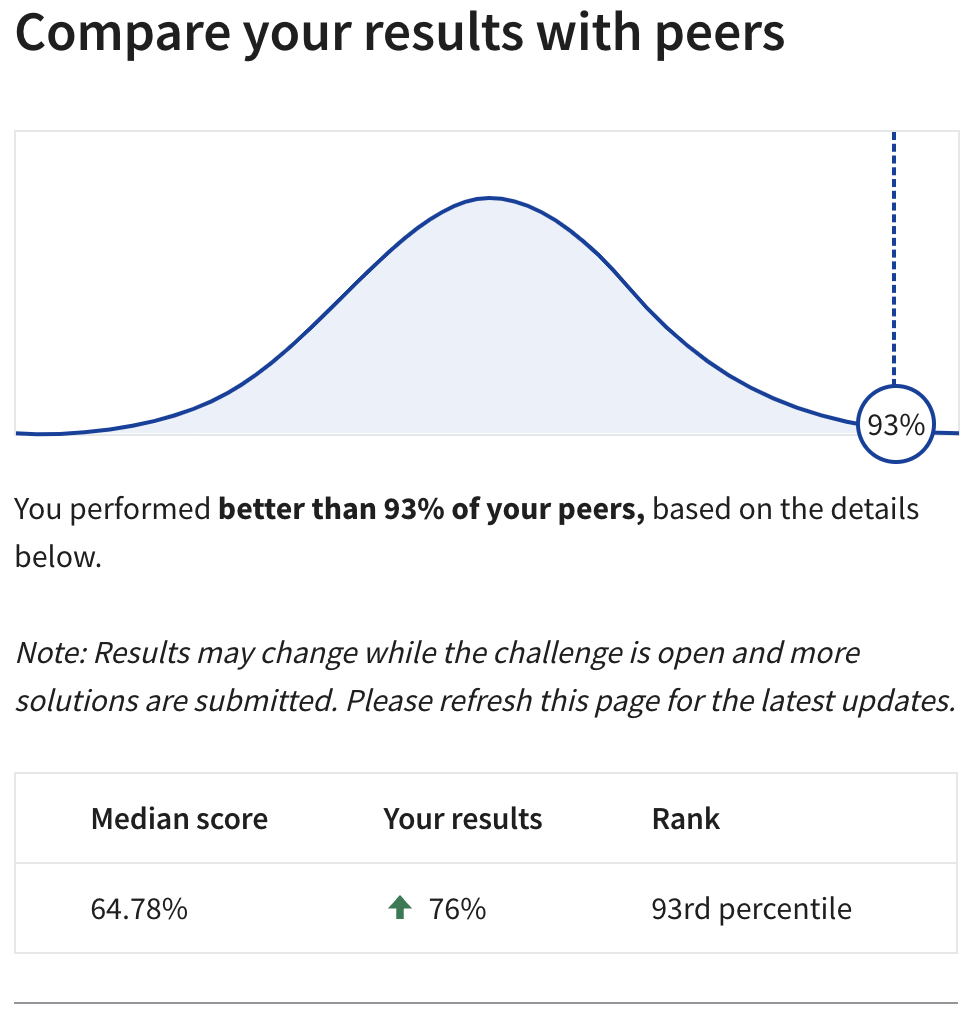 Compare your results with peers
93%
You performed better than 93% of your peers, based on the details
below.
Note: Results may change while the challenge is open and more
solutions are submitted. Please refresh this page for the latest updates.
Median score Your results Rank
64.78% 76% 93rd percentile